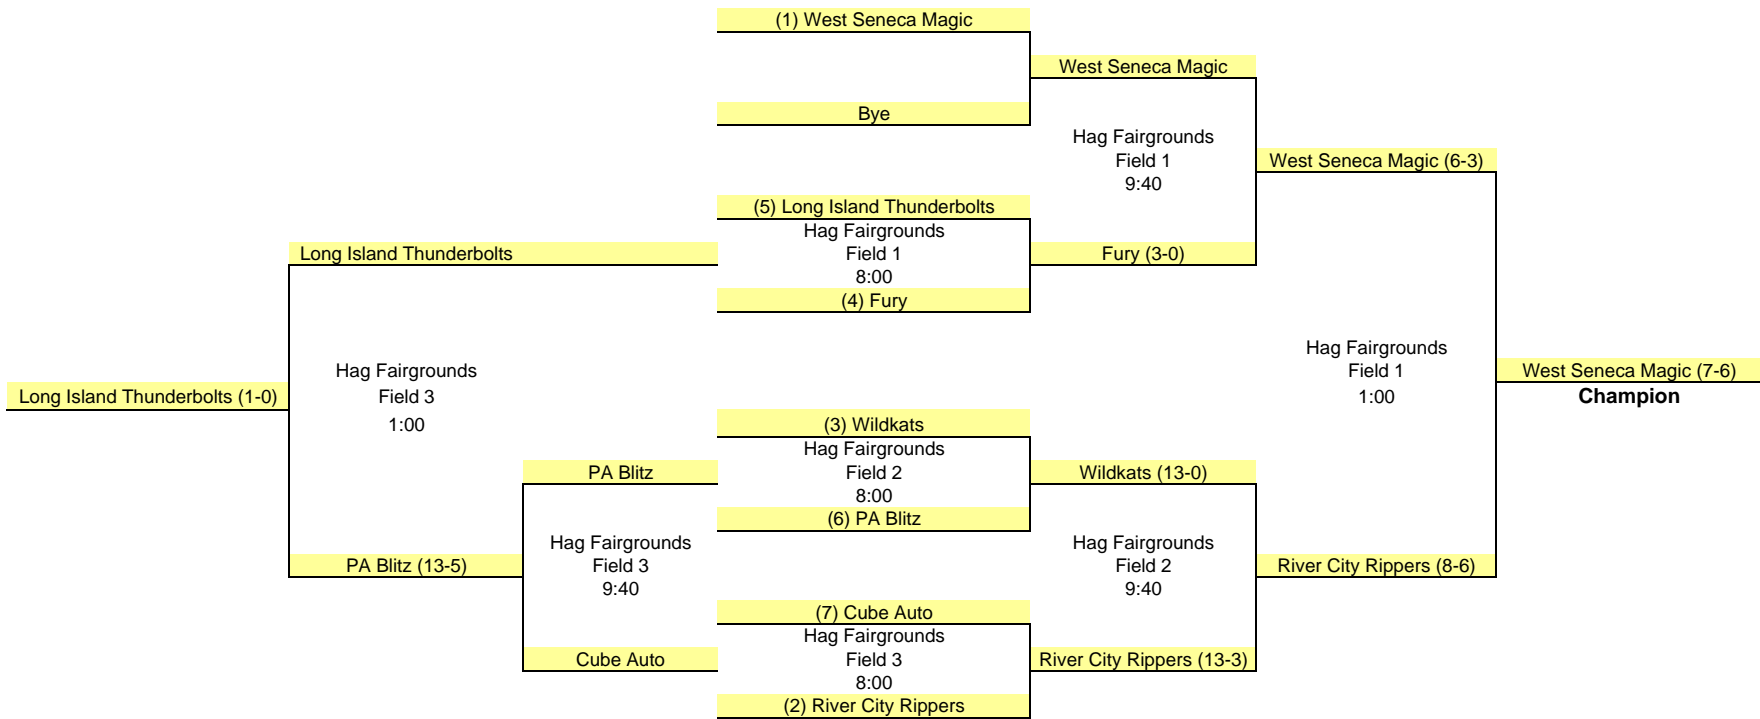 (1) West Seneca Magic
West Seneca Magic
Bye
Hag Fairgrounds
Field 1
9:40
West Seneca Magic (6-3)
(5) Long Island Thunderbolts
Hag Fairgrounds
Field 1
8:00
(4) Fury
Long Island Thunderbolts
Fury (3-0)
Hag Fairgrounds
Field 3
1:00
Long Island Thunderbolts (1-0)
Hag Fairgrounds
Field 1
1:00
West Seneca Magic (7-6)
Champion
(3) Wildkats
Hag Fairgrounds
Field 2
8:00
(6) PA Blitz
PA Blitz
Wildkats (13-0)
Hag Fairgrounds
Field 3
9:40
PA Blitz (13-5)
Hag Fairgrounds
Field 2
9:40
River City Rippers (8-6)
(7) Cube Auto
Hag Fairgrounds
Field 3
8:00
(2) River City Rippers
Cube Auto
River City Rippers (13-3)